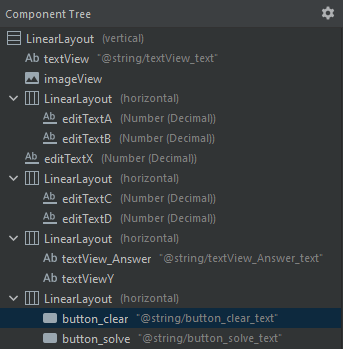 Component Tree
LinearLayout (vertical)
Ab textView "@string/textView_text"
imageView
LinearLayout (horizontal)
Ab editTextA (Number (Decimal))
Ab editTextB (Number (Decimal))
Ab editTextX (Number (Decimal))
LinearLayout (horizontal)
Ab editTextC (Number (Decimal))
Ab editTextD (Number (Decimal))
LinearLayout (horizontal)
Ab textView_Answer "@string/textView_Answer_text"
Ab textViewY
LinearLayout (horizontal)
button_clear "@string/button_clear_text"
button_solve "@string/button_solve_text"